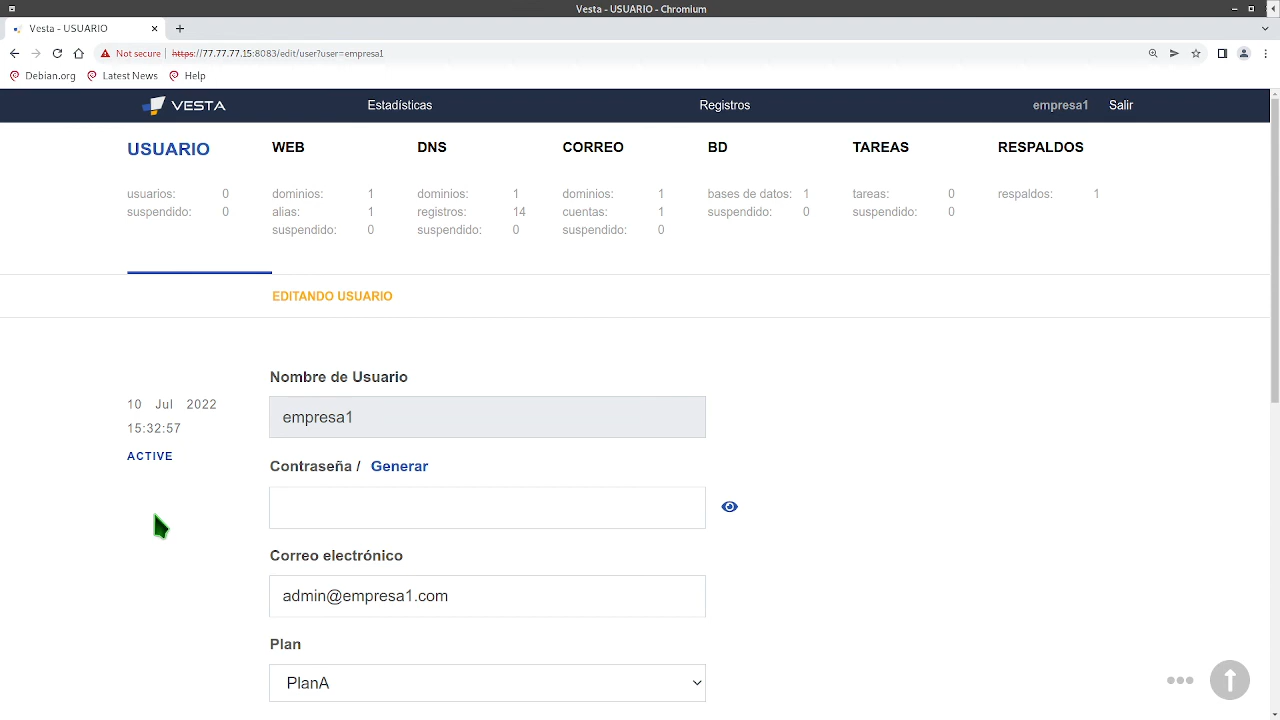 Vesta - USUARIO - Chromium
Vesta - USUARIO
Not secure https://77.77.77.15:8083/edit/user?user=empresa1
Debian.org Latest News Help
VESTA Estadísticas Registros empresa1 Salir
USUARIO WEB DNS CORREO BD TAREAS RESPALDOS
usuarios: 0 dominios: 1 dominios: 1 dominios: 1 bases de datos: 1 tareas: 0 respaldos: 1
suspendido: 0 alias: 1 registros: 14 cuentas: 1 suspendido: 0 suspendido: 0
suspendido: 0 suspendido: 0 suspendido: 0
EDITANDO USUARIO
Nombre de Usuario
10 Jul 2022
empresa1
15:32:57
ACTIVE
Contraseña / Generar
Correo electrónico
admin@empresa1.com
Plan
PlanA